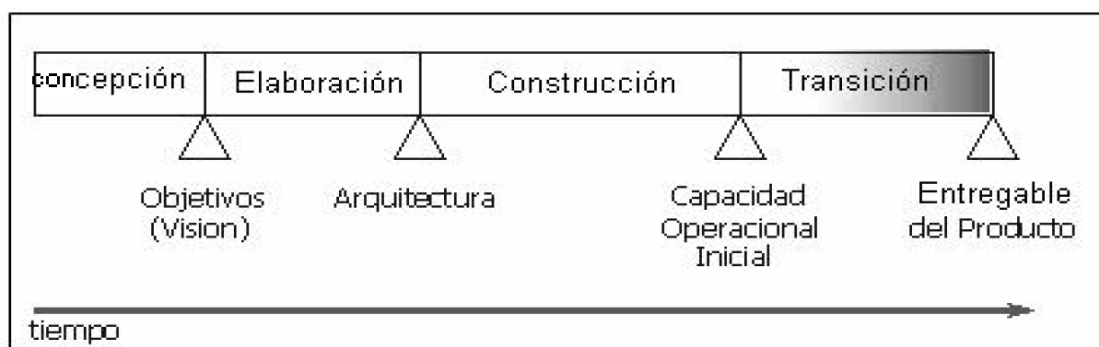 concepción Elaboración Construcción Transición
Objetivos
(Vision)
Arquitectura
Capacidad
Operacional
Inicial
Entregable
del Producto
tiempo